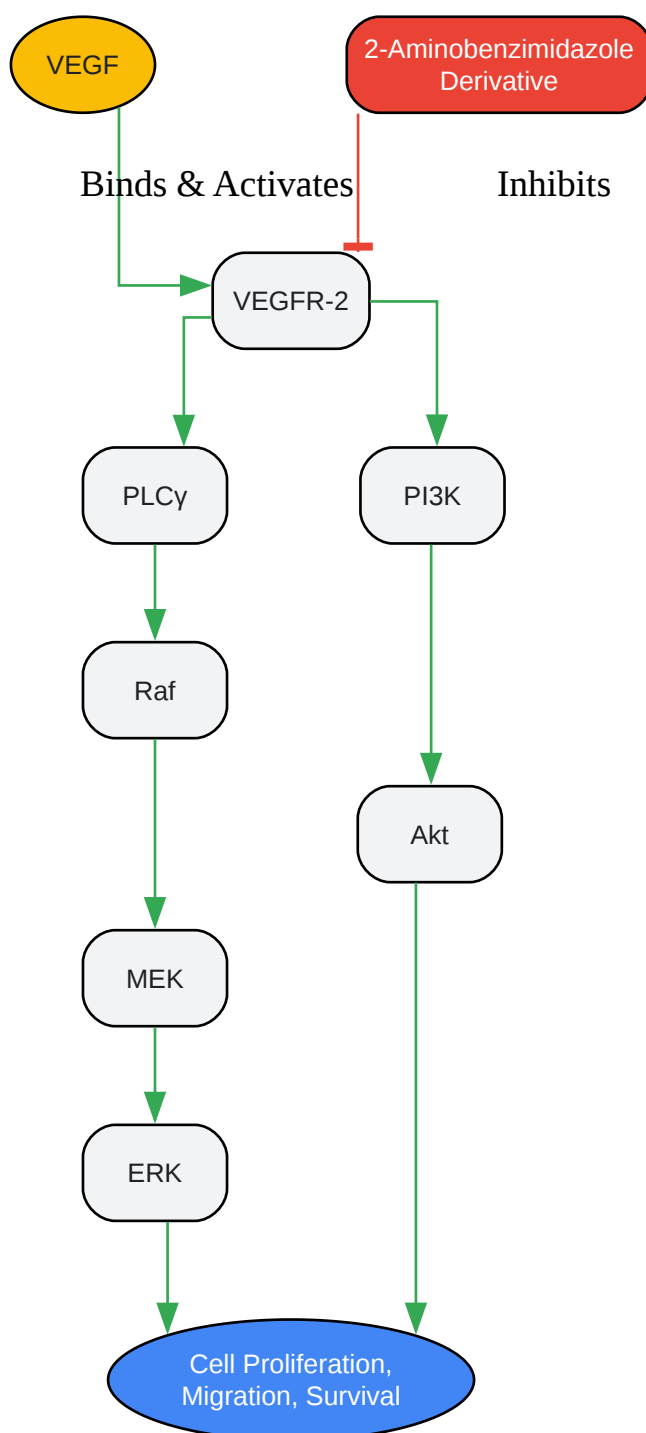 VEGF
2-Aminobenzimidazole
Derivative
Binds & Activates
Inhibits
VEGFR-2
PLCγ
PI3K
Raf
Akt
MEK
ERK
Cell Proliferation,
Migration, Survival